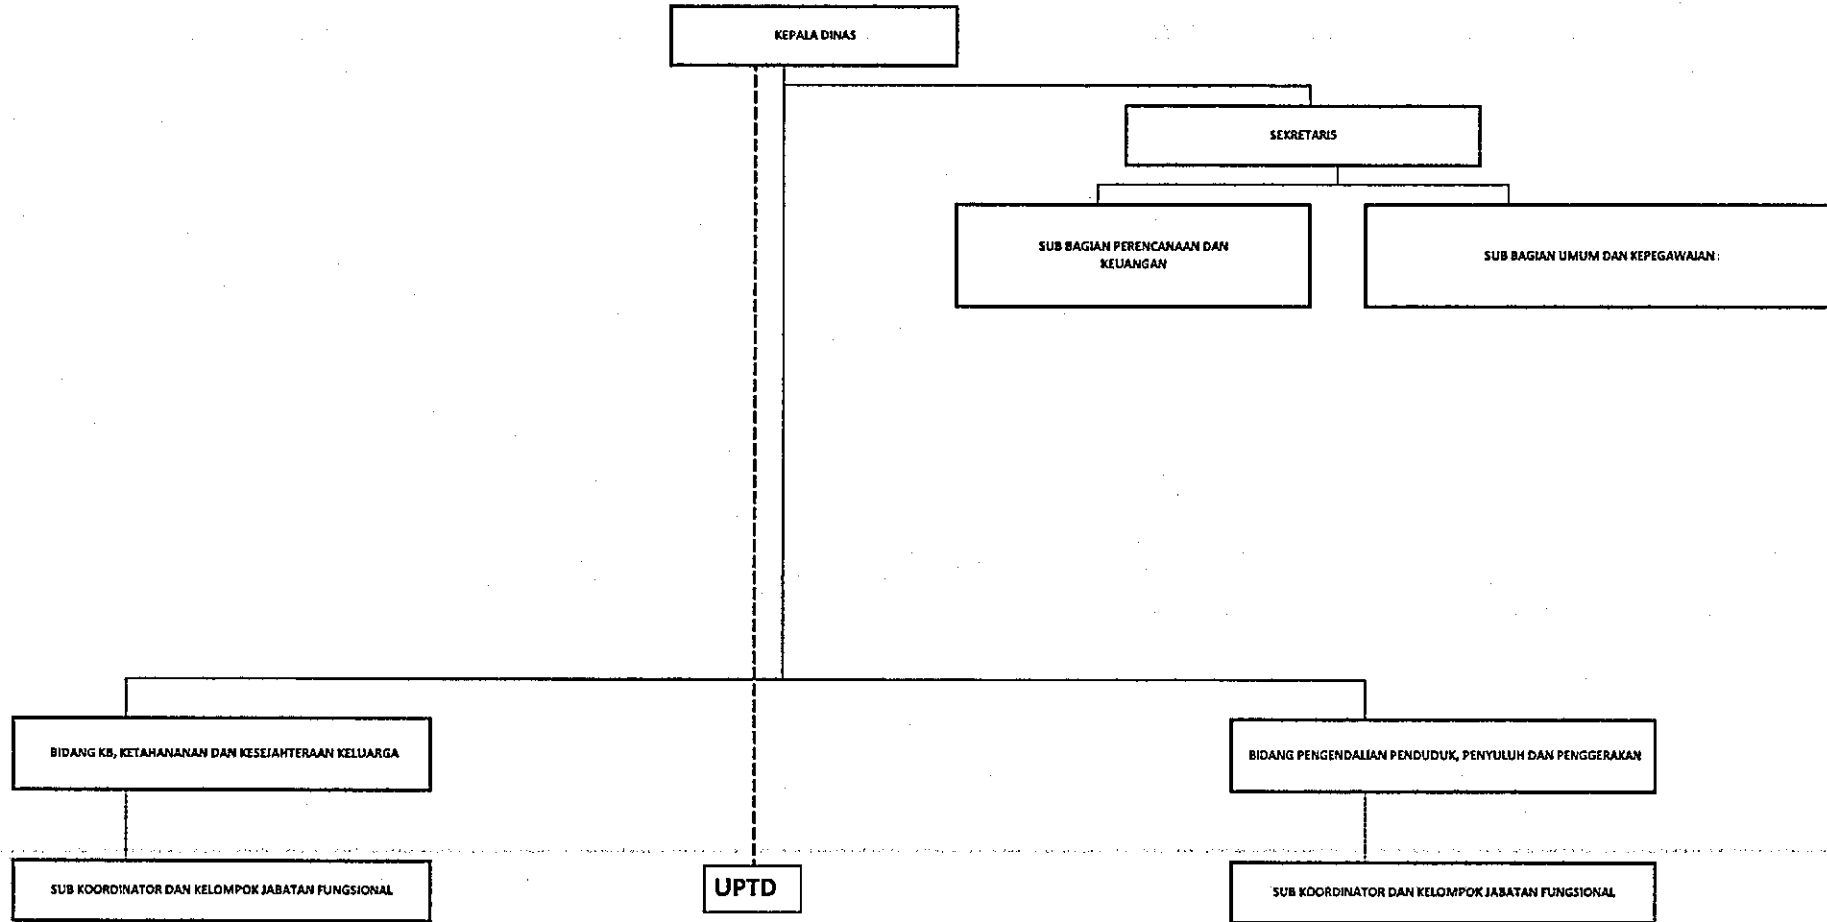 KEPALA DINAS
SEKRETARIS
SUB BAGIAN PERENCANAAN DAN
KEUANGAN
SUB BAGIAN UMUM DAN KEPEGAWAIAN :
BIDANG KB, KETAHANANAN DAN KESEJAHTERAAN KELUARGA
BIDANG PENGENDALIAN PENDUDUK, PENYULUH DAN PENGGERAKAN
SUB KOORDINATOR DAN KELOMPOK JABATAN FUNGSIONAL
UPTD
SUB KOORDINATOR DAN KELOMPOK JABATAN FUNGSIONAL